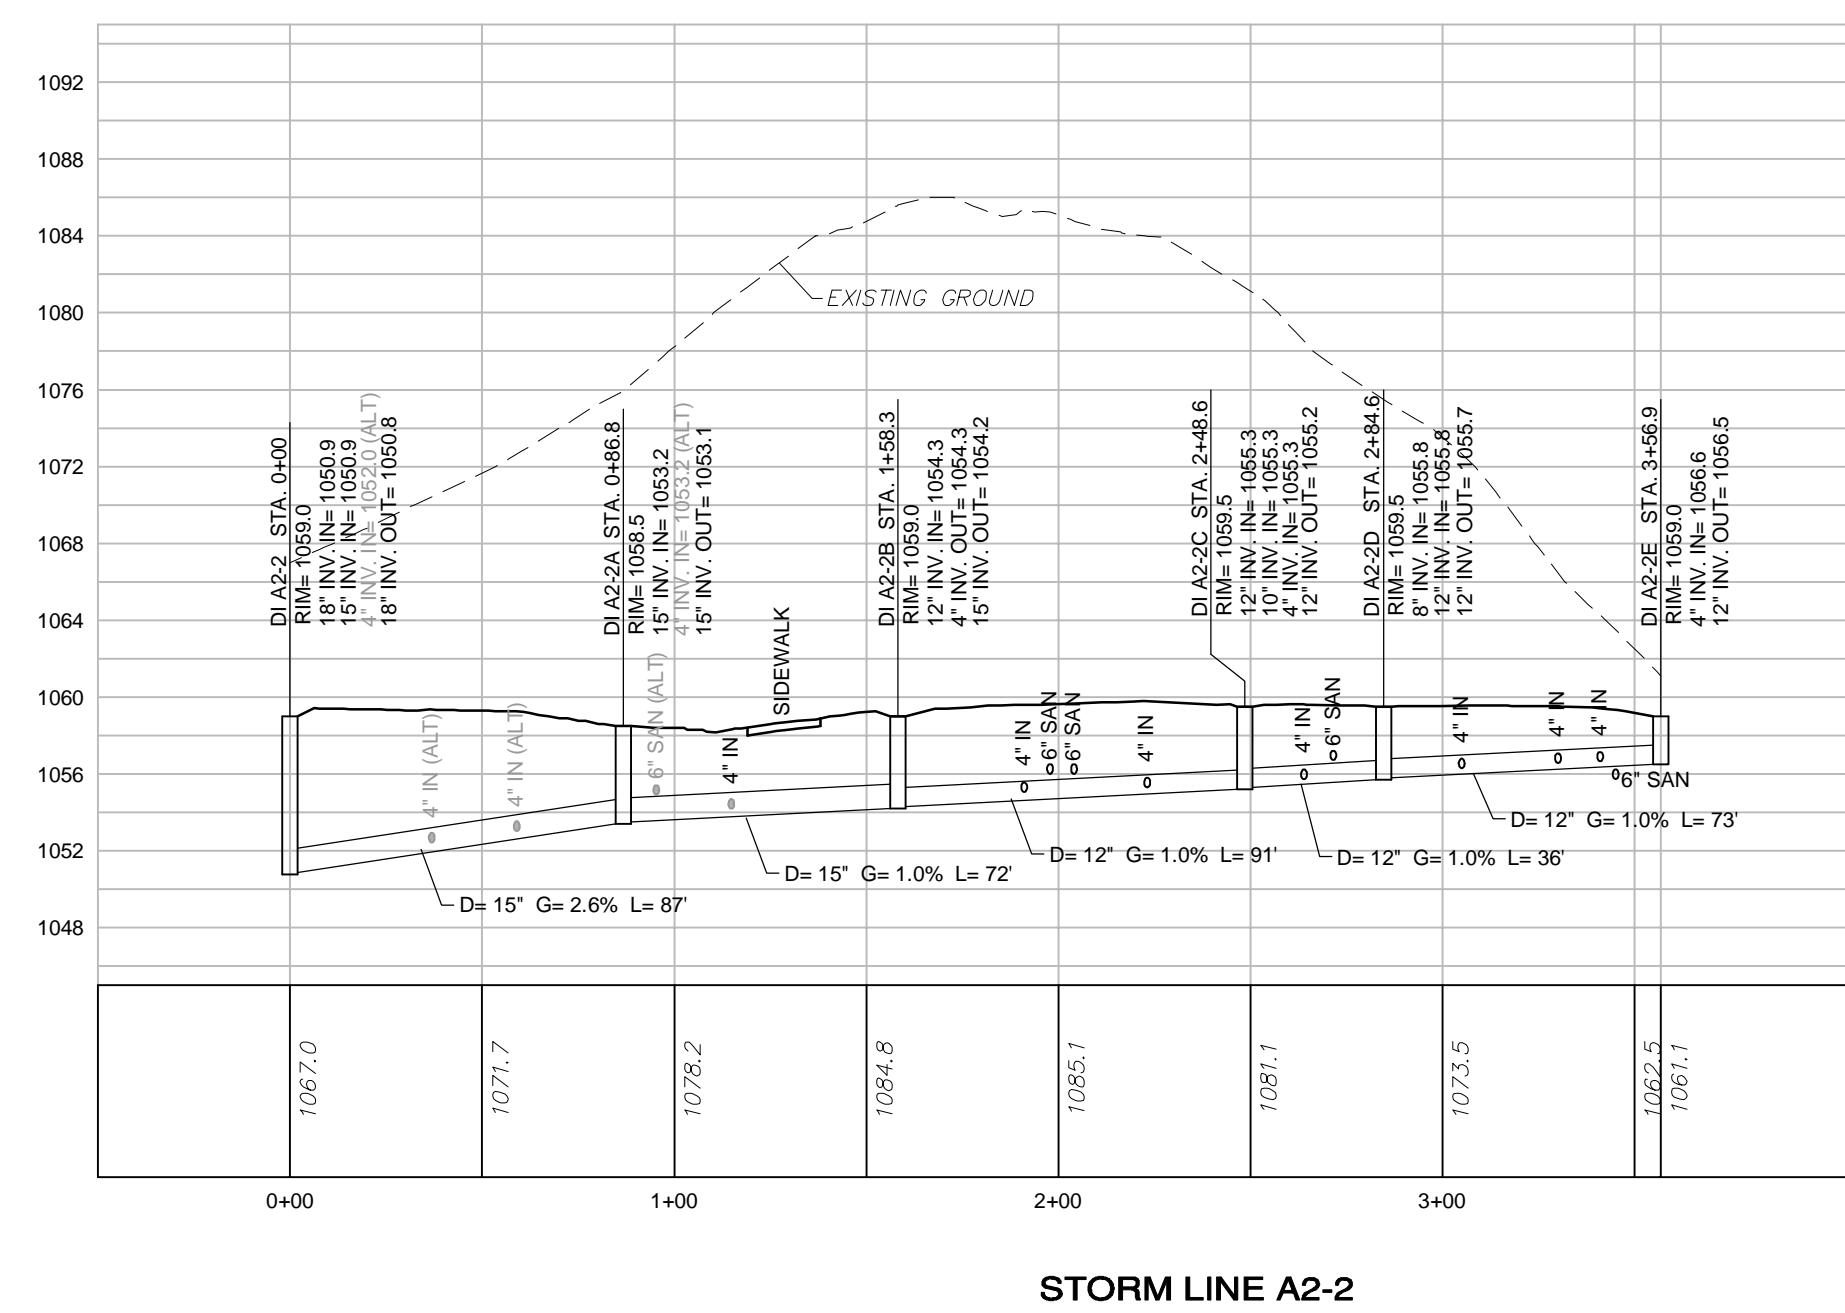 1092
1088
1084
1080
1076
1072
1068
1064
1060
1056
1052
1048
EXISTING GROUND
DI A2-2 STA. 0+00
RIM= 1059.0
18" INV. IN= 1050.9
15" INV. IN= 1050.9
4" INV. IN= 1052.0 (ALT)
18" INV. OUT= 1050.8
DI A2-2A STA. 0+86.8
RIM= 1058.5
15" INV. IN= 1053.2
4" INV. IN= 1053.2 (ALT)
15" INV. OUT= 1053.1
DI A2-2B STA. 1+58.3
RIM= 1059.0
12" INV. IN= 1054.3
4" INV. OUT= 1054.3
15" INV. OUT= 1054.2
DI A2-2C STA. 2+48.6
RIM= 1059.5
12" INV. IN= 1055.3
10" INV. IN= 1055.3
4" INV. IN= 1055.3
12" INV. OUT= 1055.2
DI A2-2D STA. 2+84.6
RIM= 1059.5
8" INV. IN= 1055.8
12" INV. IN= 1055.8
12" INV. OUT= 1055.7
DI A2-2E STA. 3+56.9
RIM= 1059.0
4" INV. IN= 1056.6
12" INV. OUT= 1056.5
4" IN (ALT)
4" IN (ALT)
6" SAN (ALT)
4" IN
SIDEWALK
4" IN
6" SAN
6" SAN
4" IN
4" IN
6" SAN
4" IN
4" IN
4" IN
6" SAN
D= 15" G= 2.6% L= 87'
D= 15" G= 1.0% L= 72'
D= 12" G= 1.0% L= 91'
D= 12" G= 1.0% L= 36'
D= 12" G= 1.0% L= 73'
1067.0
1071.7
1078.2
1084.8
1085.1
1081.1
1073.5
1062.5
1061.1
0+00
1+00
2+00
3+00
STORM LINE A2-2